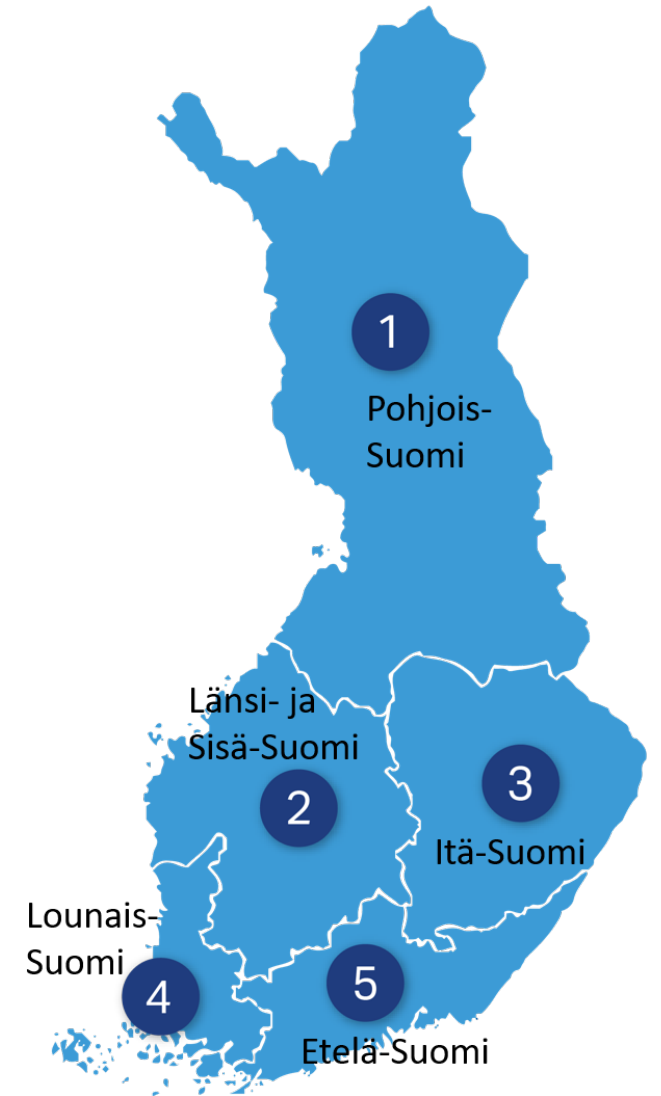 1
Pohjois-
Suomi
Länsi- ja
Sisä-Suomi
2
3
Itä-Suomi
Lounais-
Suomi
4
5
Etelä-Suomi